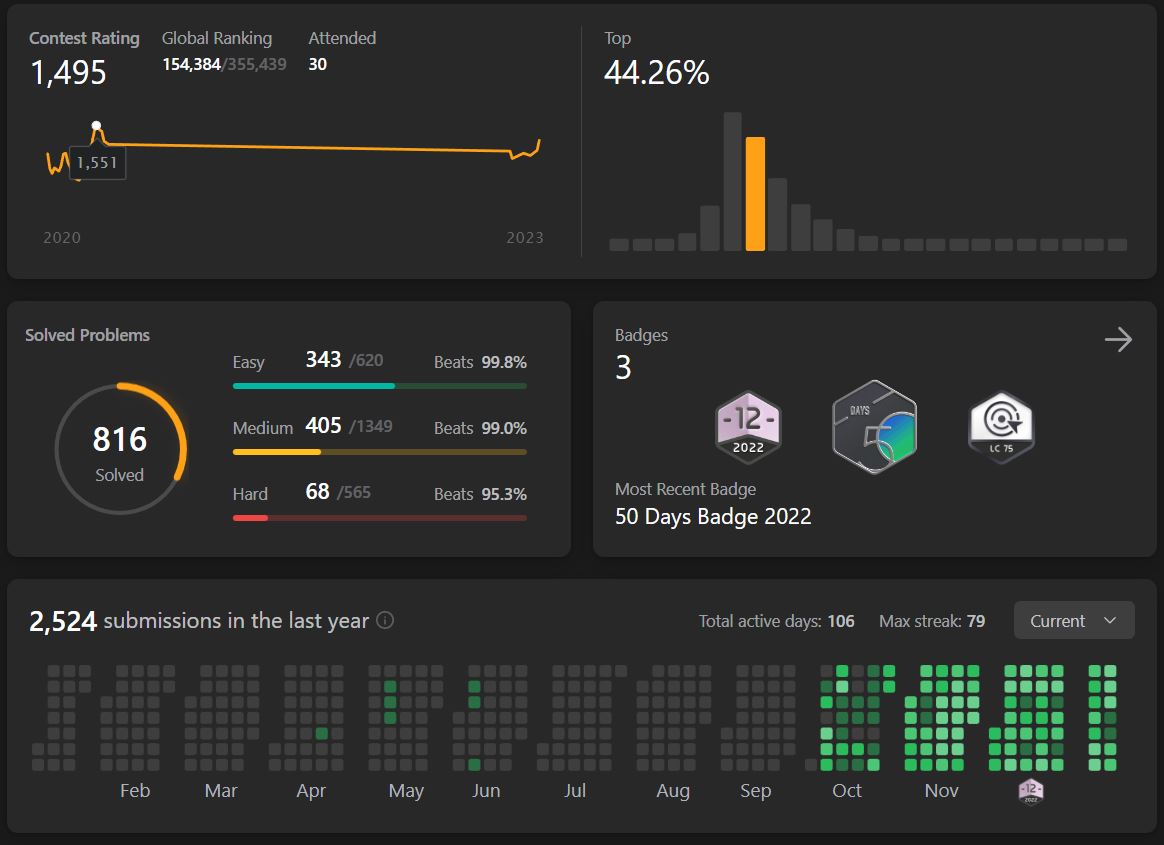 Contest Rating
1,495
Global Ranking
154,384/355,439
Attended
30
1,551
2020
2023
Top
44.26%
Solved Problems
816
Solved
Easy 343 /620 Beats 99.8%
Medium 405 /1349 Beats 99.0%
Hard 68 /565 Beats 95.3%
Badges
3
-12-
2022
DAYS
5
LC 75
Most Recent Badge
50 Days Badge 2022
2,524 submissions in the last year
Total active days: 106 Max streak: 79 Current
Feb Mar Apr May Jun Jul Aug Sep Oct Nov
-12-
2022